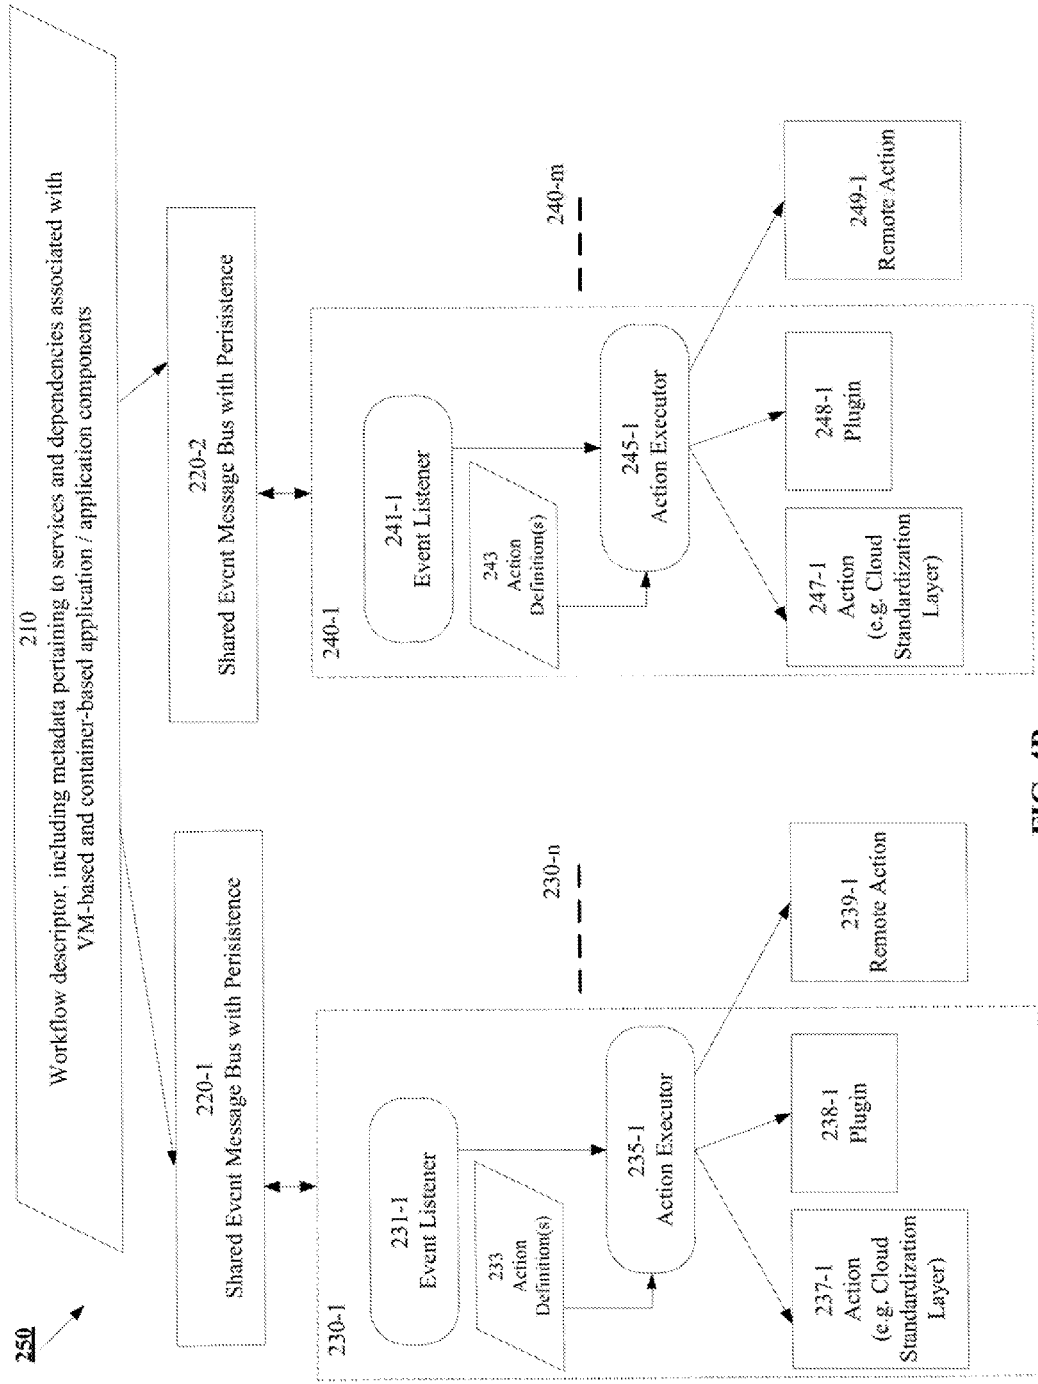 250
210
Workflow descriptor, including metadata pertaining to services and dependencies associated with
VM-based and container-based application / application components
220-1
Shared Event Message Bus with Perisistence
220-2
Shared Event Message Bus with Perisistence
230-1
231-1
Event Listener
233
Action
Definition(s)
235-1
Action Executor
237-1
Action
(e.g. Cloud
Standardization
Layer)
238-1
Plugin
239-1
Remote Action
230-n
240-1
241-1
Event Listener
243
Action
Definition(s)
245-1
Action Executor
247-1
Action
(e.g. Cloud
Standardization
Layer)
248-1
Plugin
249-1
Remote Action
240-m